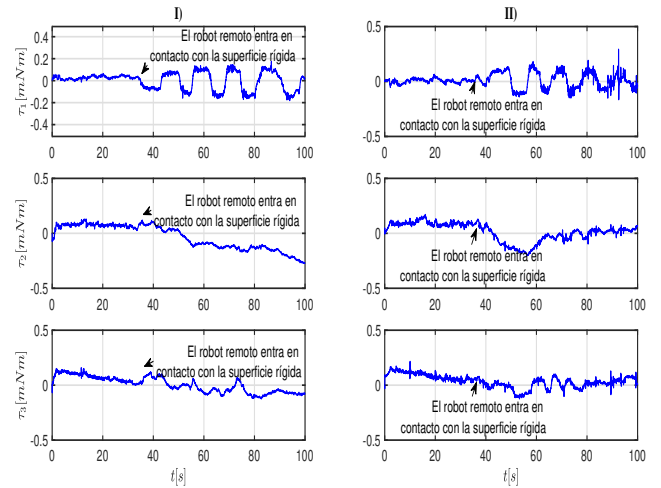 I)
II)
τ1 [mNm]
0.4
0.2
0
-0.2
-0.4
El robot remoto entra en
contacto con la superficie rígida
0 20 40 60 80 100
0.5
0
-0.5
El robot remoto entra en
contacto con la superficie rígida
0 20 40 60 80 100
τ2 [mNm]
0.5
0
-0.5
El robot remoto entra en
contacto con la superficie rígida
0 20 40 60 80 100
0.5
0
-0.5
El robot remoto entra en
contacto con la superficie rígida
0 20 40 60 80 100
τ3 [mNm]
0.5
0
-0.5
El robot remoto entra en
contacto con la superficie rígida
0 20 40 60 80 100
t[s]
0.5
0
-0.5
El robot remoto entra en
contacto con la superficie rígida
0 20 40 60 80 100
t[s]